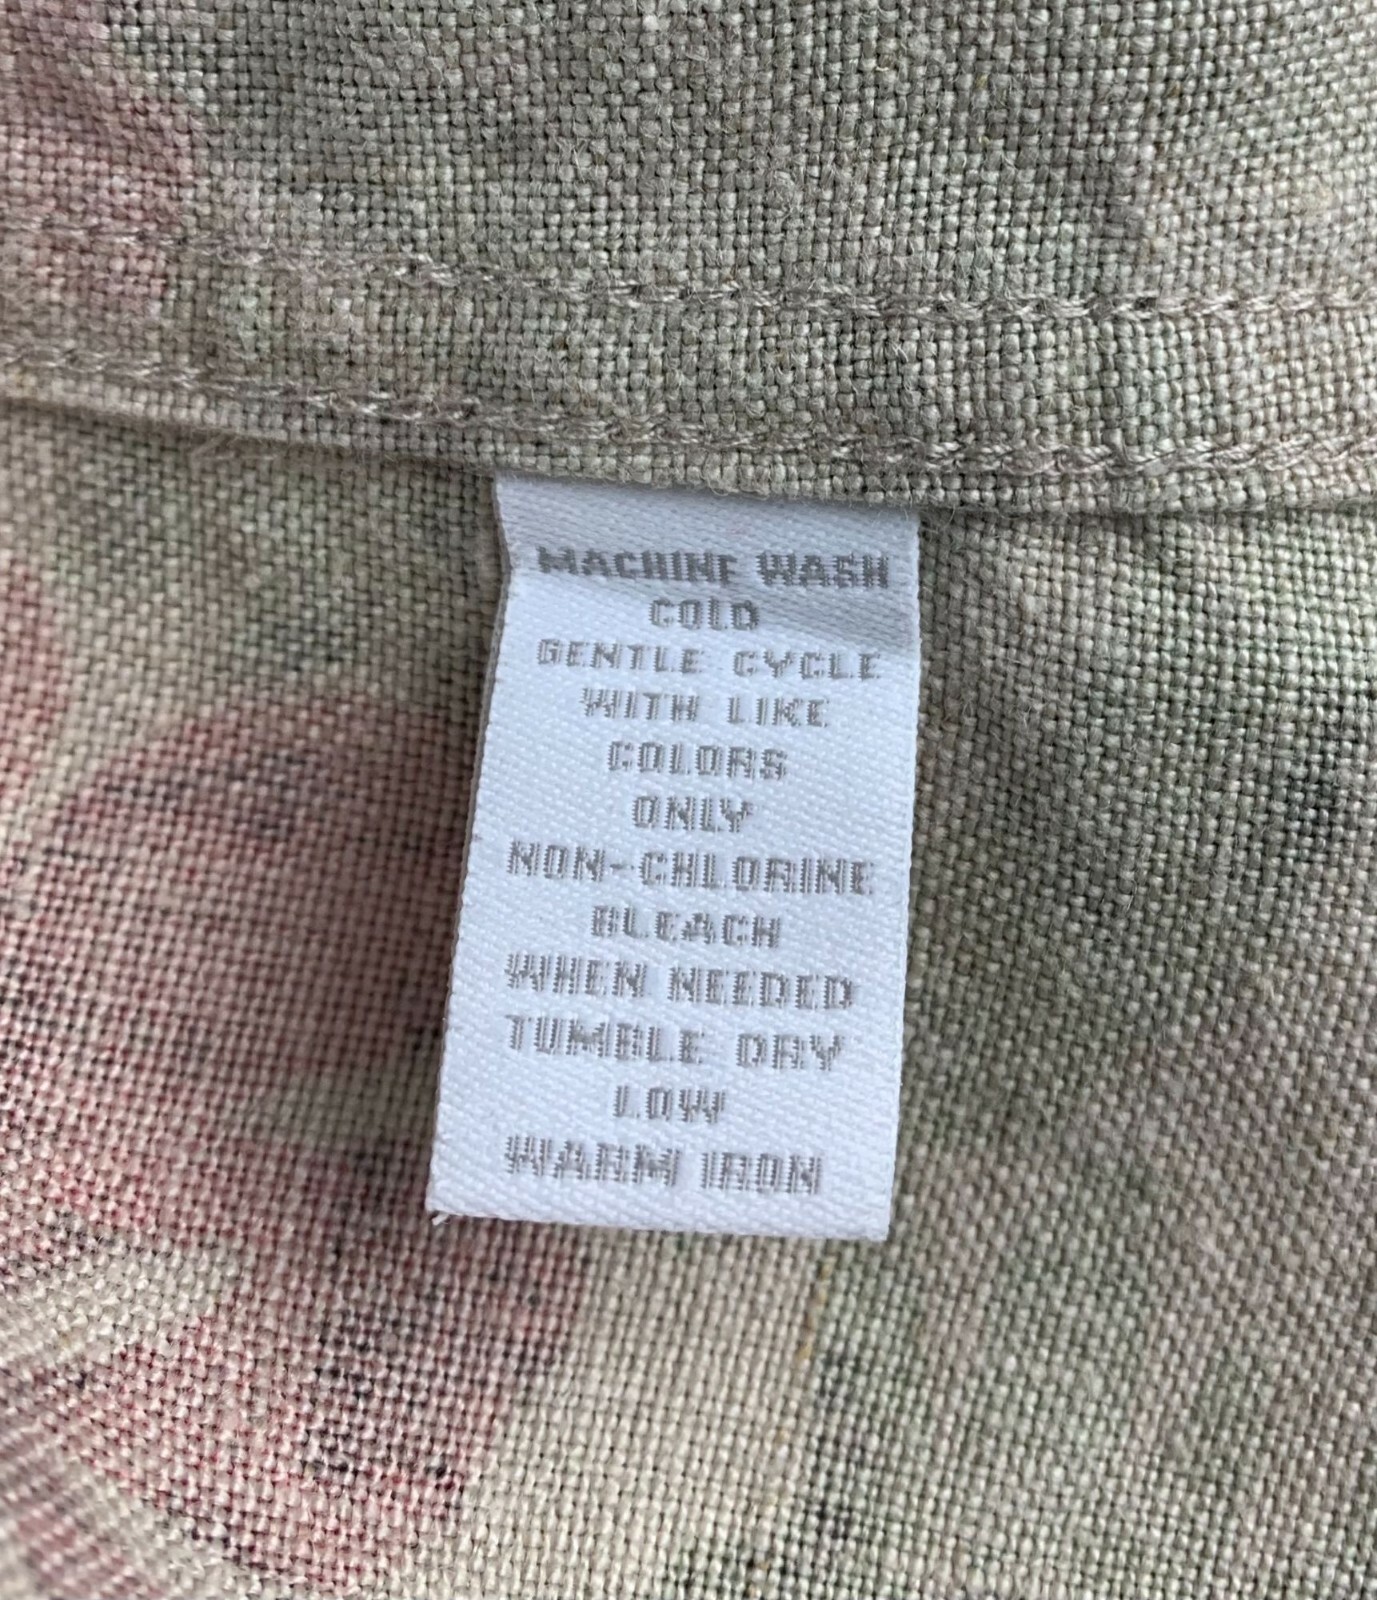 MACHINE WASH
COLD
GENTLE CYCLE
WITH LIKE
COLORS
ONLY
NON-CHLORINE
BLEACH
WHEN NEEDED
TUMBLE DRY
LOW
WARM IRON